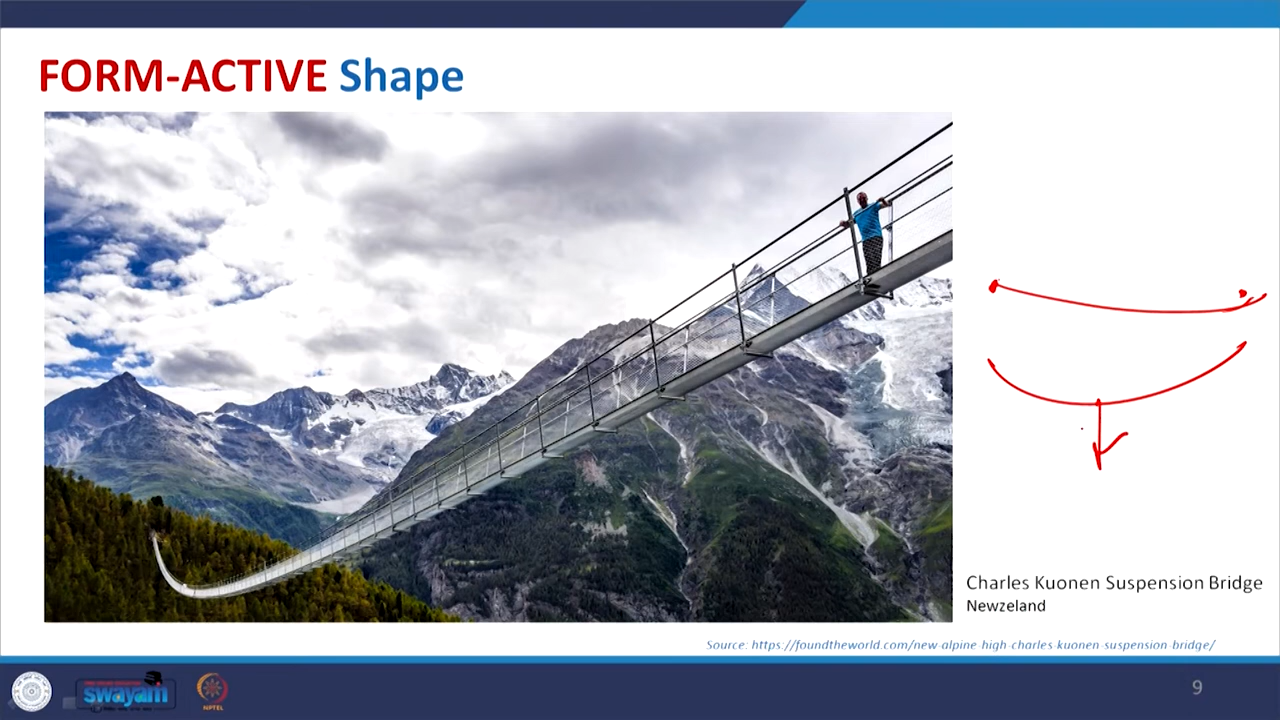 FORM-ACTIVE Shape
Charles Kuonen Suspension Bridge
Newzeland
Source: https://foundtheworld.com/new-alpine-high-charles-kuonen-suspension-bridge/
swayam
NPTEL
9